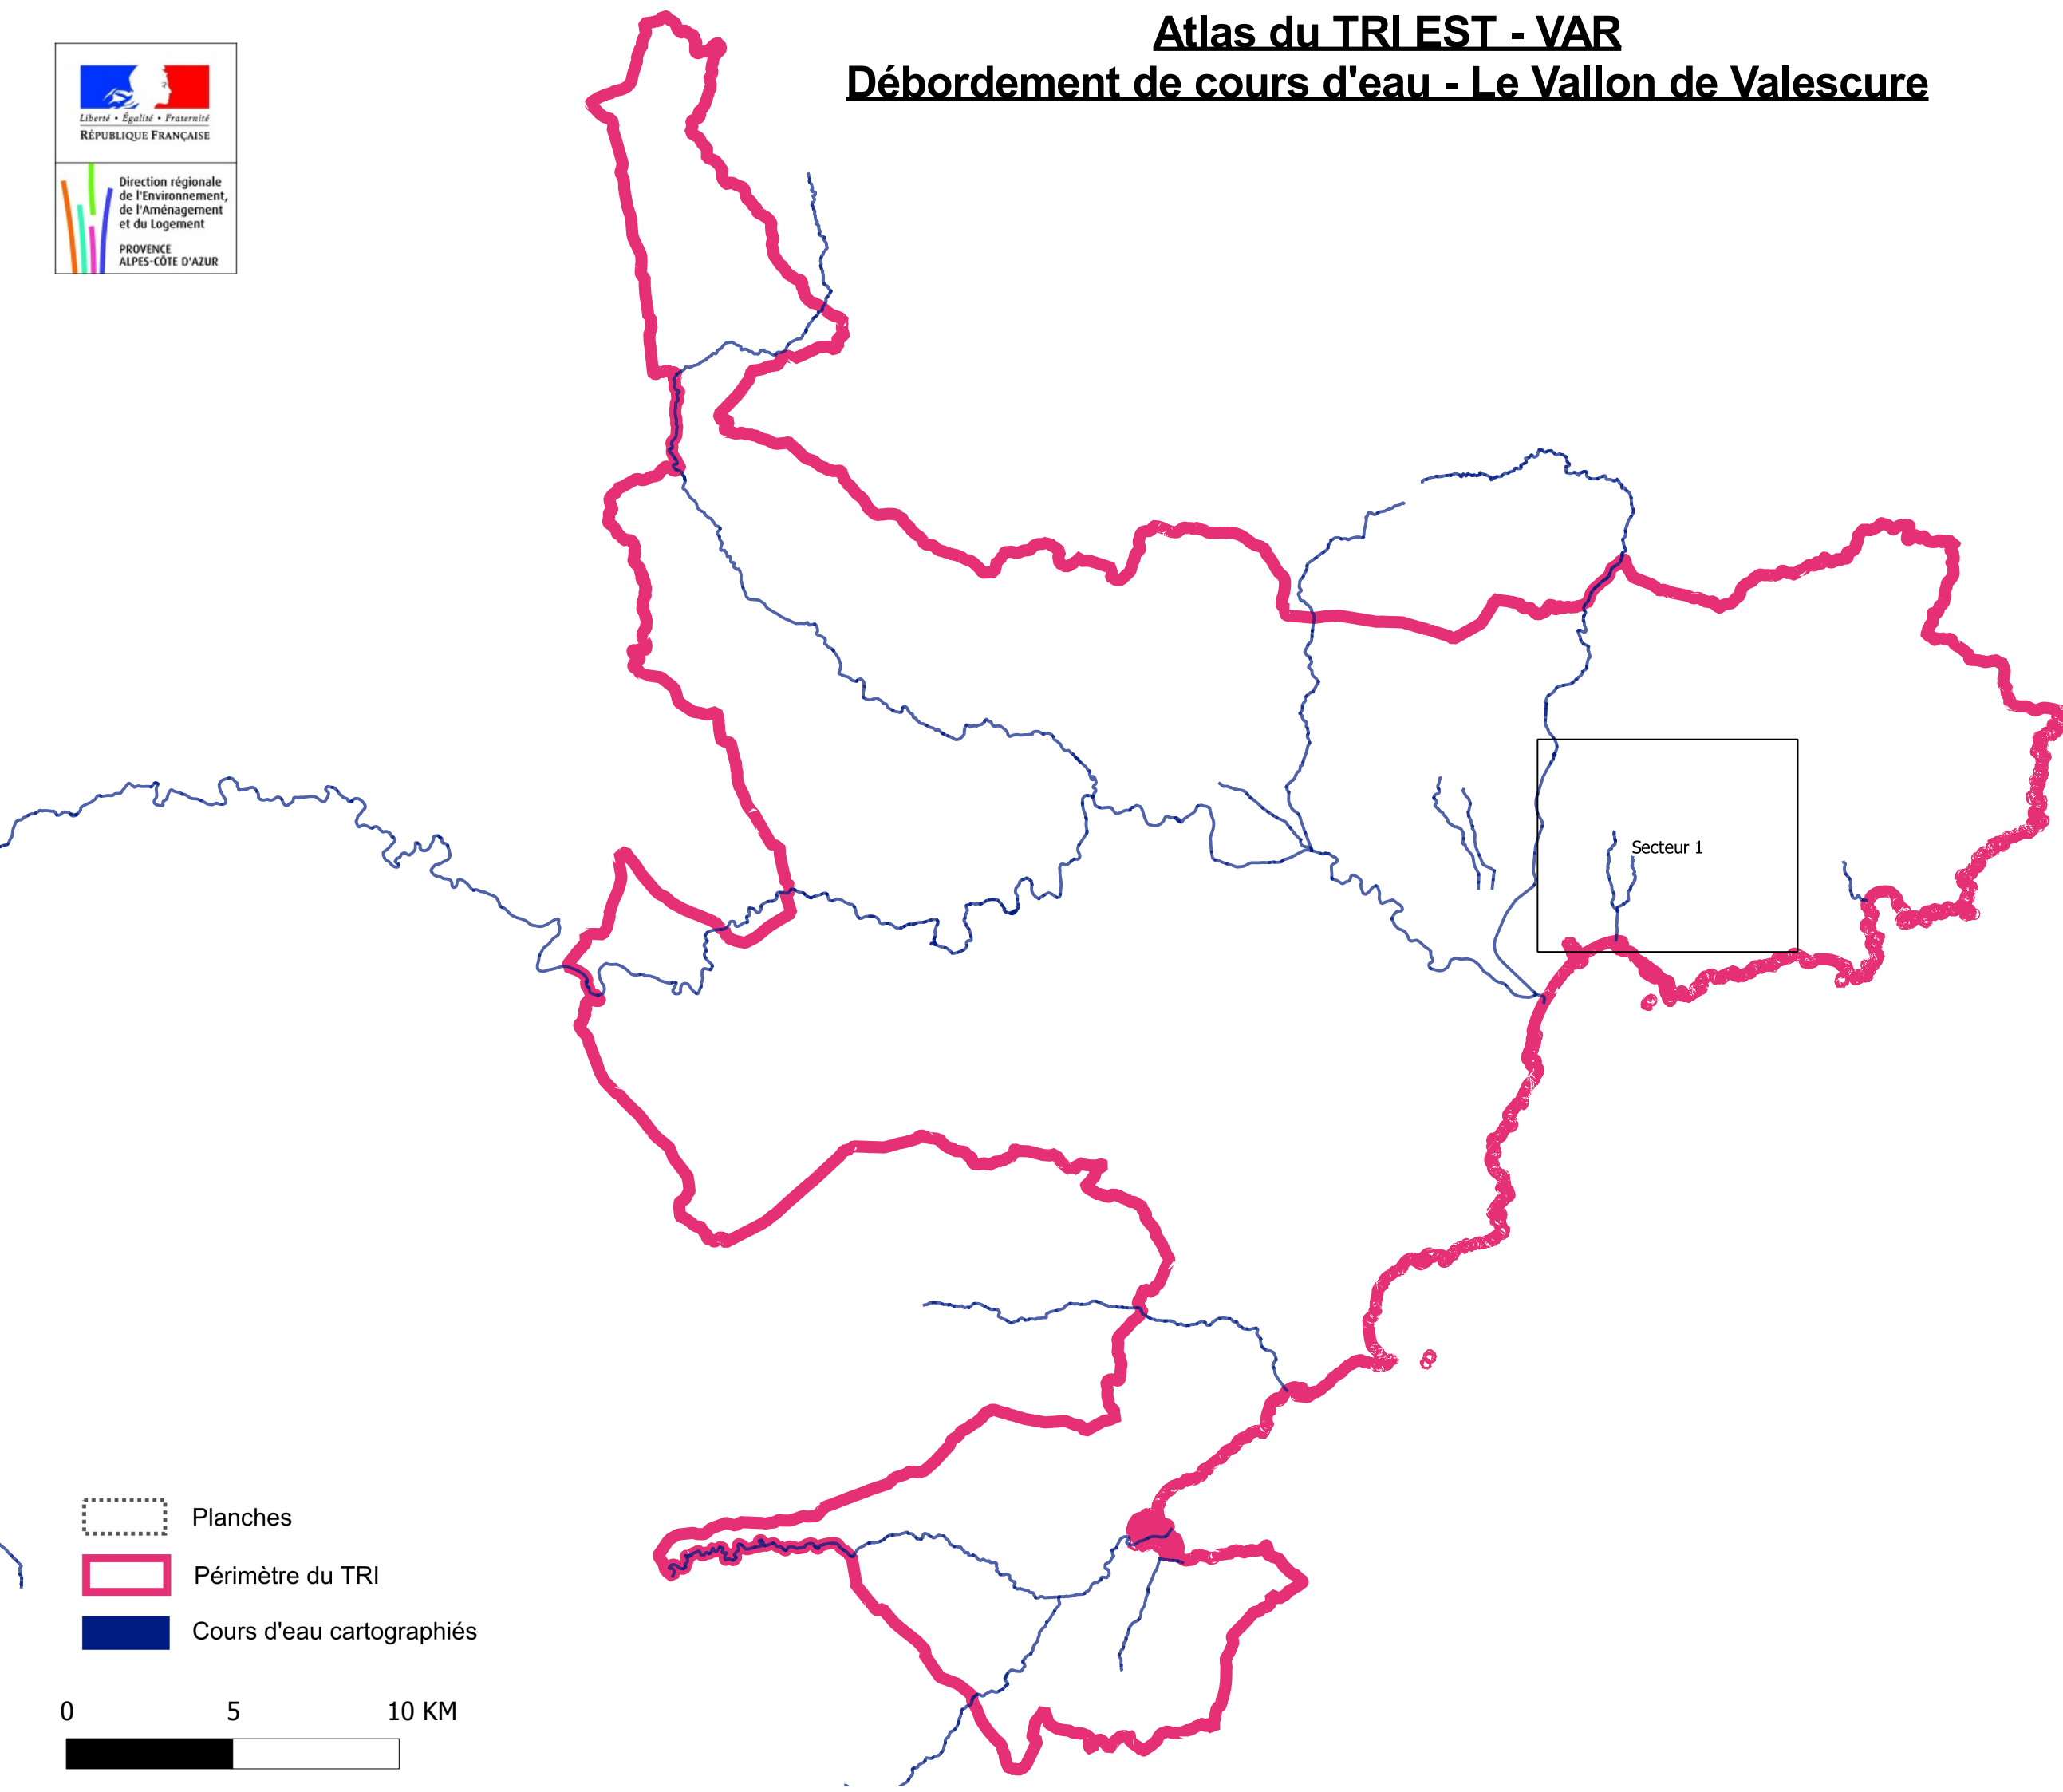 Atlas du TRI EST - VAR
Débordement de cours d'eau - Le Vallon de Valescure
Liberté • Égalité • Fraternité
RÉPUBLIQUE FRANÇAISE
Direction régionale
de l'Environnement,
de l'Aménagement
et du Logement
PROVENCE
ALPES-CÔTE D'AZUR
Secteur 1
Planches
Périmètre du TRI
Cours d'eau cartographiés
0 5 10 KM